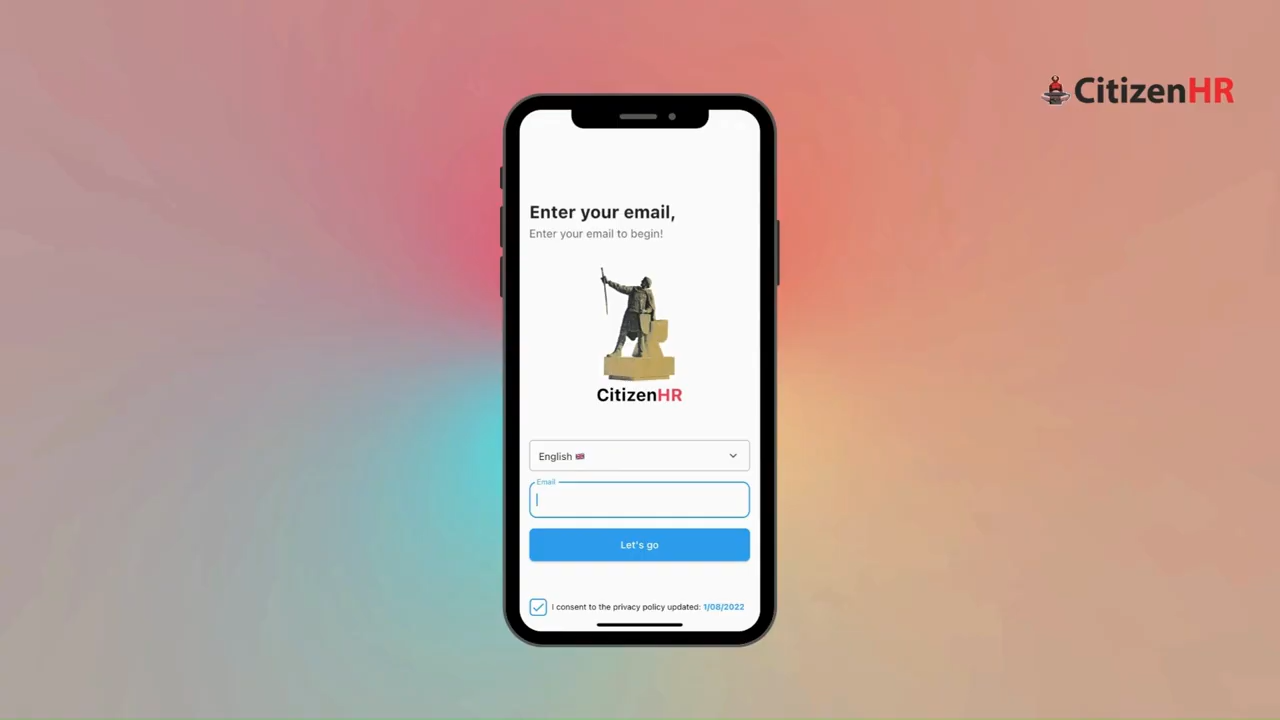 CitizenHR
Enter your email,
Enter your email to begin!
CitizenHR
English 🇬🇧
Email
Let's go
I consent to the privacy policy updated: 1/08/2022